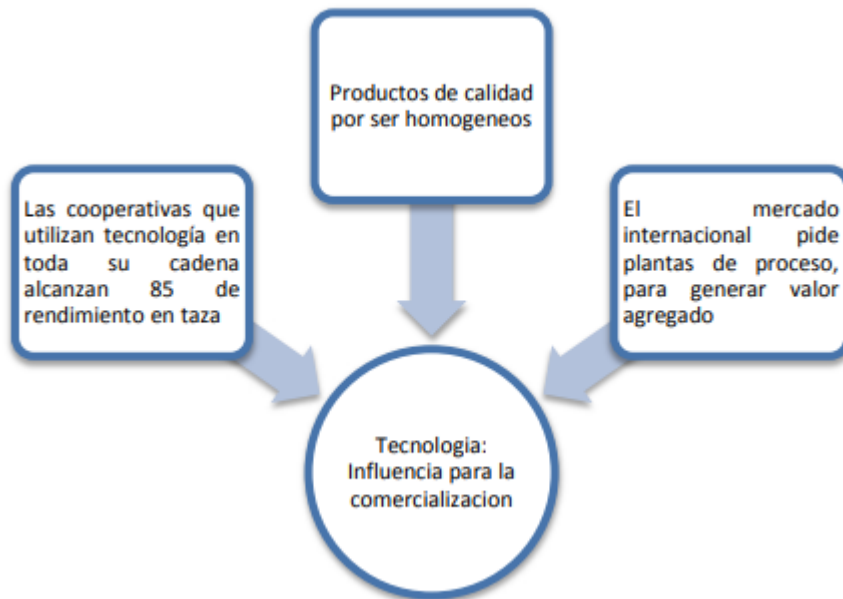 Productos de calidad
por ser homogeneos
Las cooperativas que
utilizan tecnología en
toda su cadena
alcanzan 85 de
rendimiento en taza
El mercado
internacional pide
plantas de proceso,
para generar valor
agregado
Tecnologia:
Influencia para la
comercializacion